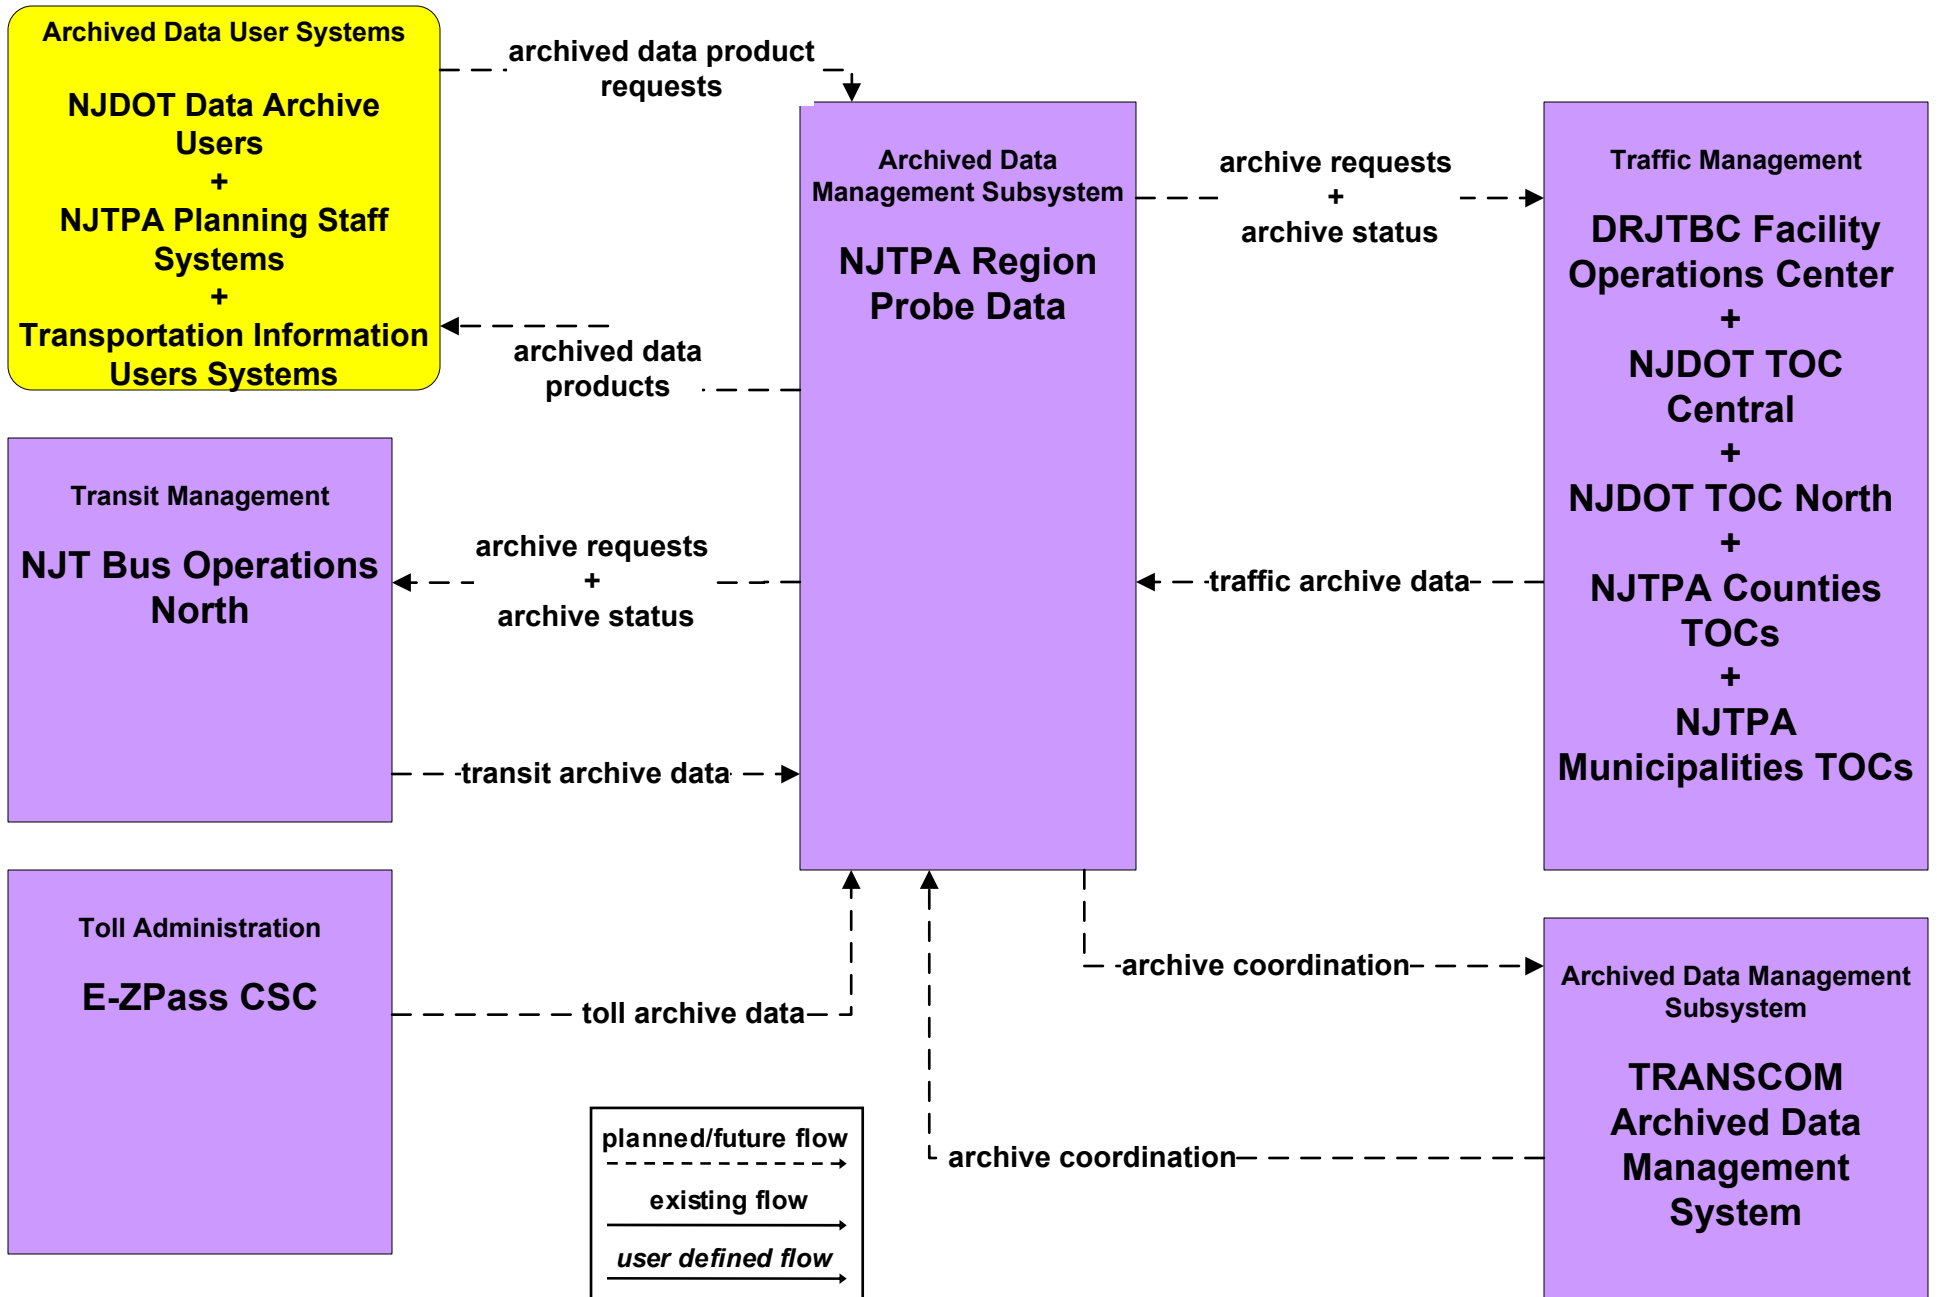 Archived Data User Systems
NJDOT Data Archive
Users
+
NJTPA Planning Staff
Systems
+
Transportation Information
Users Systems
archived data product
requests
archived data
products
Transit Management
NJT Bus Operations
North
archive requests
+
archive status
transit archive data
Toll Administration
E-ZPass CSC
toll archive data
Archived Data
Management Subsystem
NJTPA Region
Probe Data
archive requests
+
archive status
traffic archive data
Traffic Management
DRJTBC Facility
Operations Center
+
NJDOT TOC
Central
+
NJDOT TOC North
+
NJTPA Counties
TOCs
+
NJTPA
Municipalities TOCs
archive coordination
archive coordination
Archived Data Management
Subsystem
TRANSCOM
Archived Data
Management
System
planned/future flow
existing flow
user defined flow